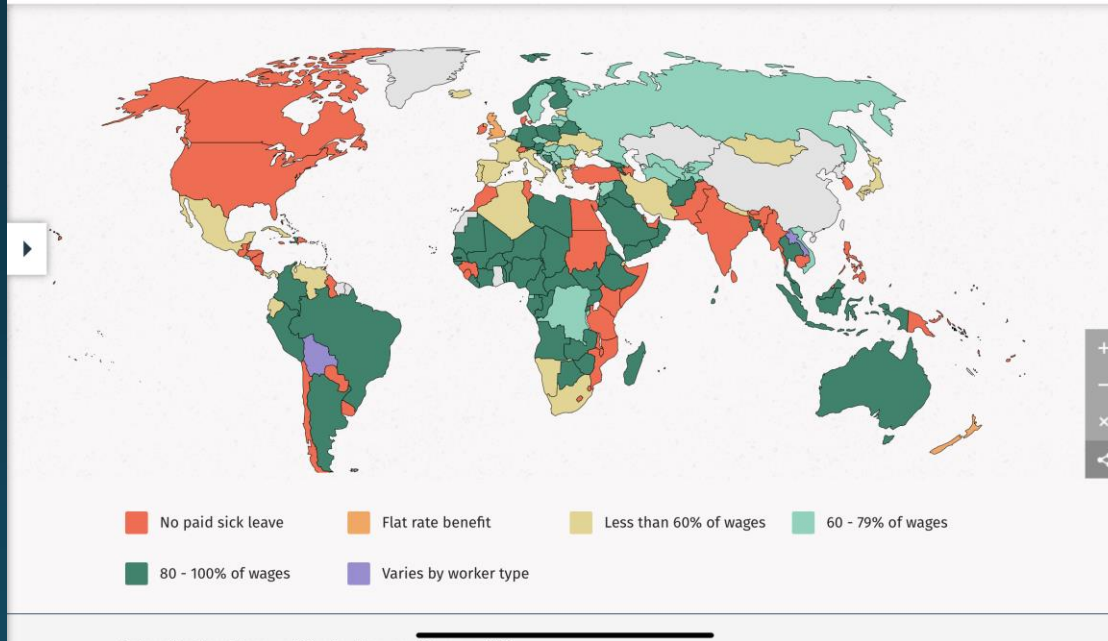 No paid sick leave
Flat rate benefit
Less than 60% of wages
60 - 79% of wages
80 - 100% of wages
Varies by worker type